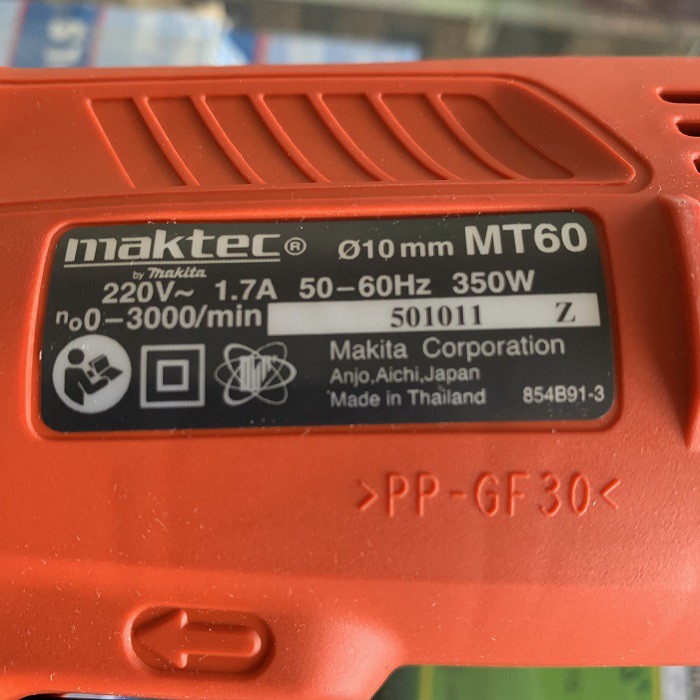 maktec® Ø10mm MT60
by makita
220V~ 1.7A 50-60Hz 350W
n₀0-3000/min 501011 Z
Makita Corporation
Anjo,Aichi,Japan
Made in Thailand 854B91-3
>PP-GF30<